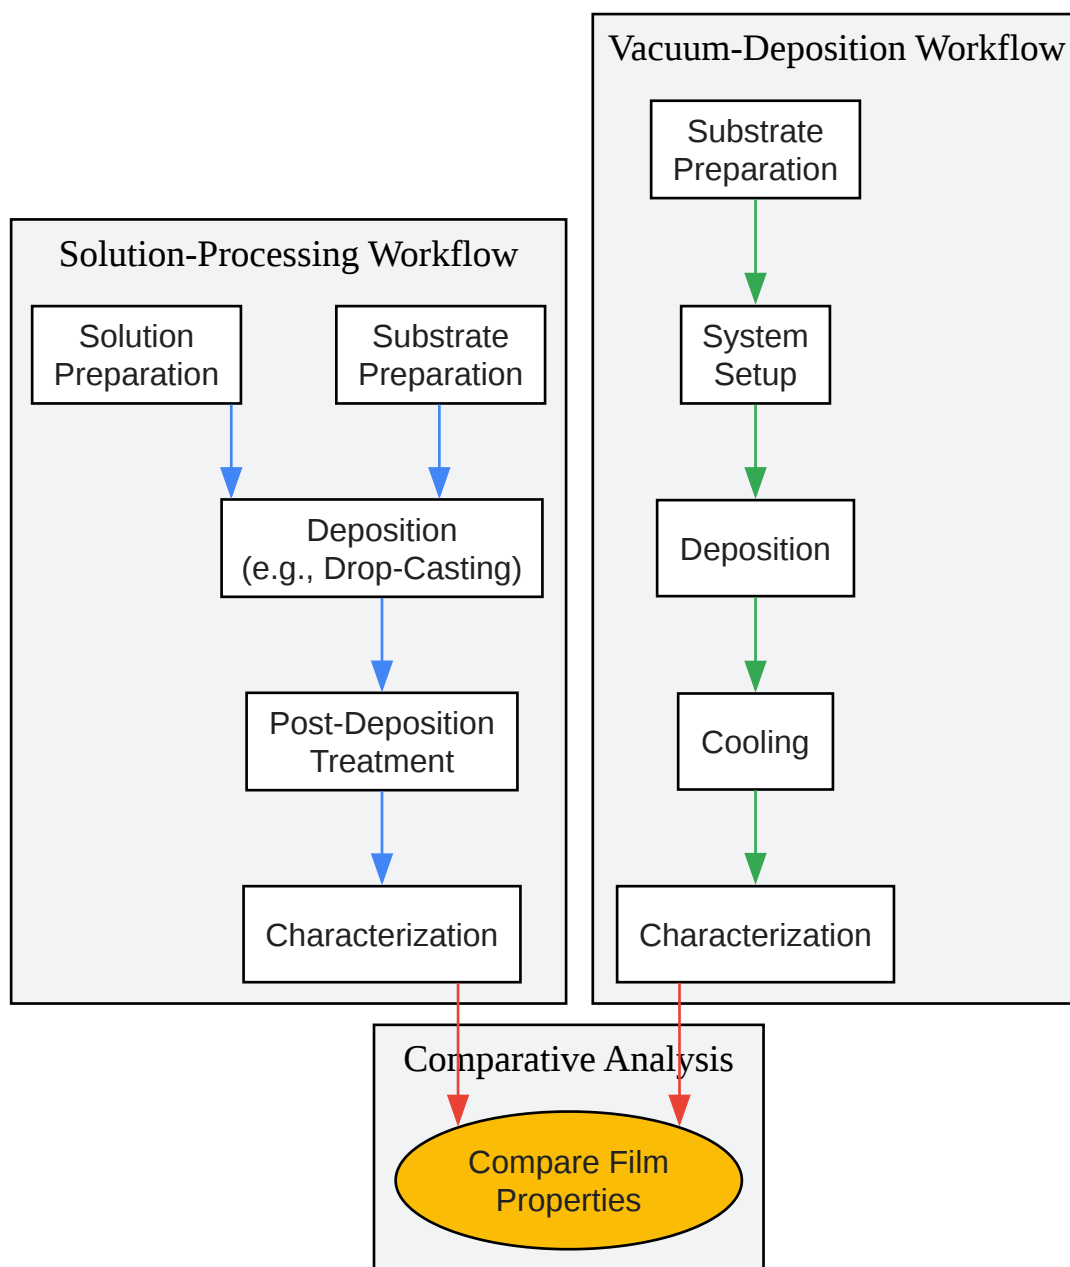 Vacuum-Deposition Workflow
Substrate
Preparation
System
Setup
Deposition
Cooling
Characterization
Solution-Processing Workflow
Solution
Preparation
Substrate
Preparation
Deposition
(e.g., Drop-Casting)
Post-Deposition
Treatment
Characterization
Comparative Analysis
Compare Film
Properties